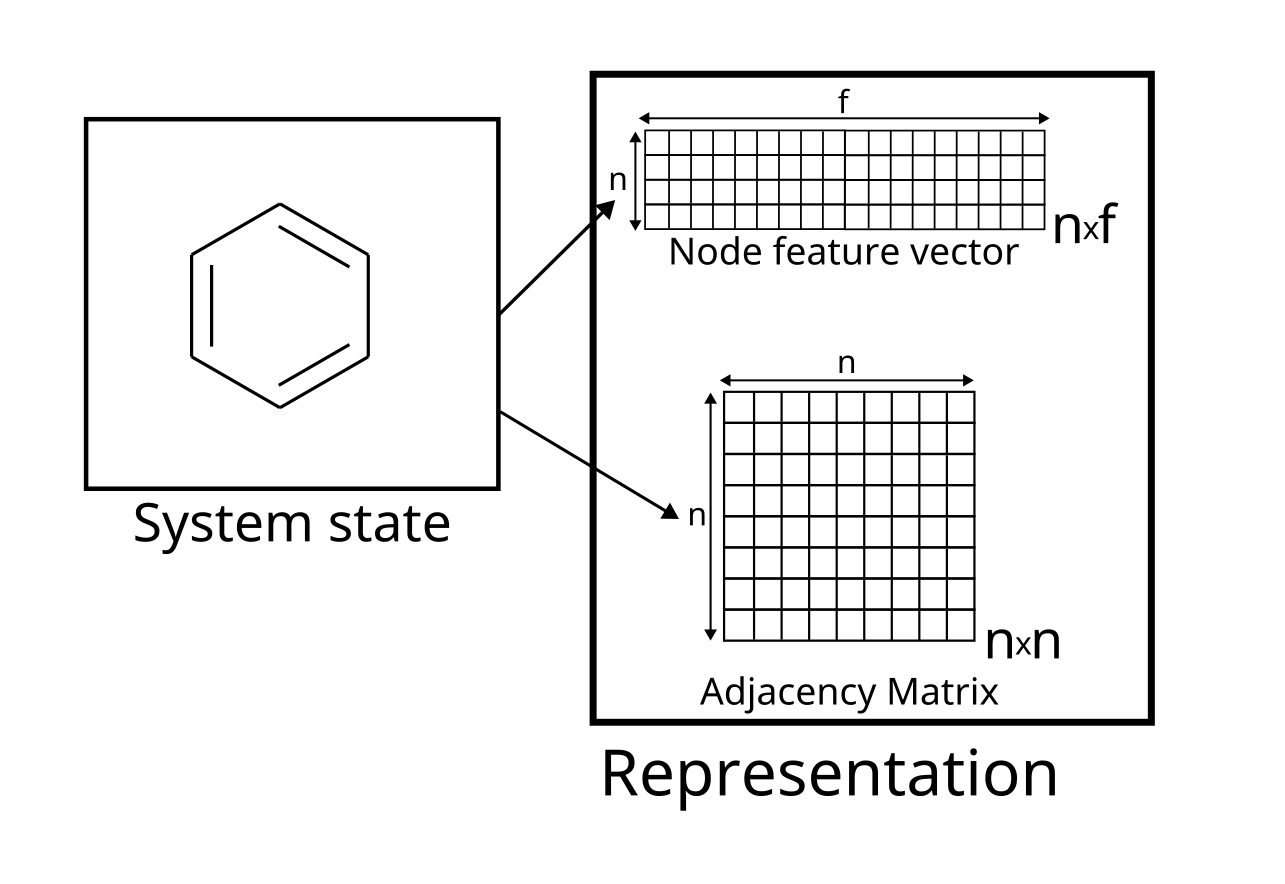 f
n
nxf
Node feature vector
n
n
nxn
Adjacency Matrix
System state
Representation